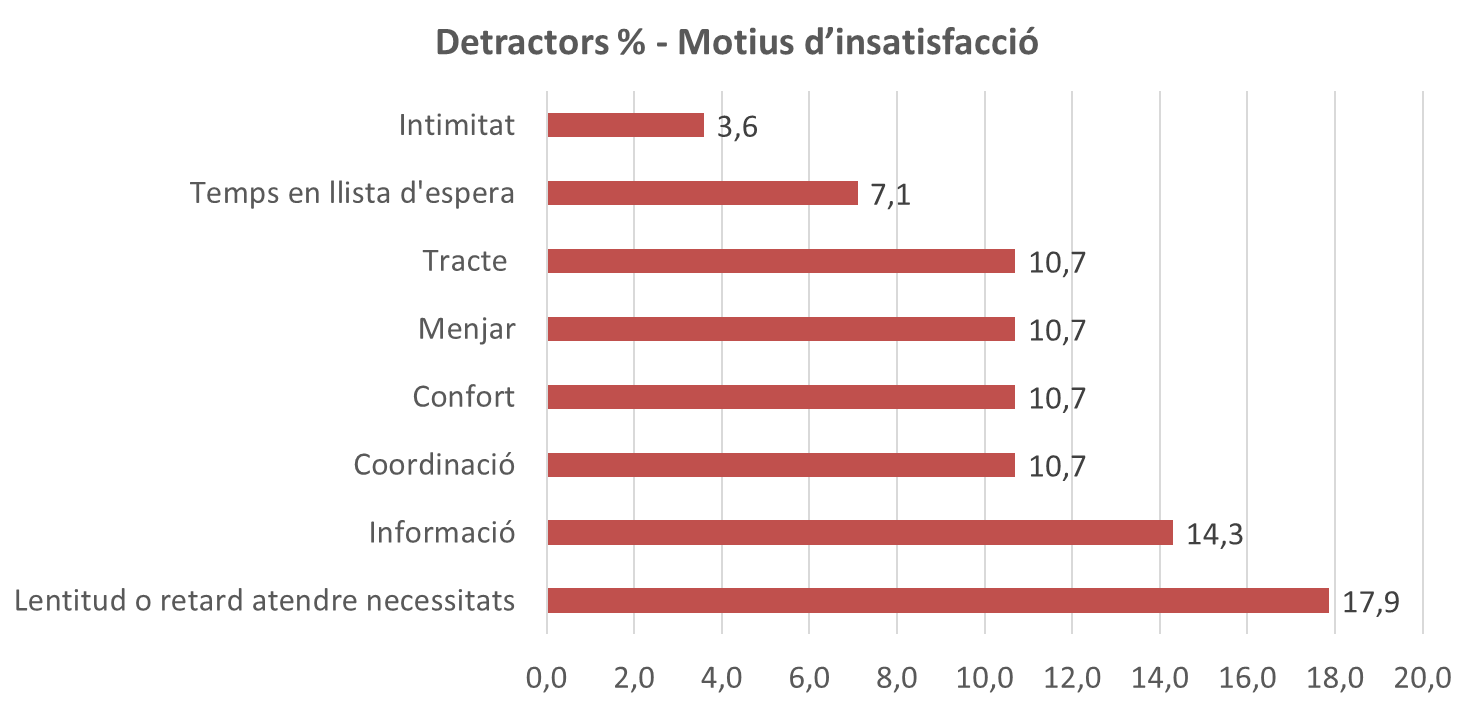 Detractors % - Motius d’insatisfacció
Intimitat 3,6
Temps en llista d'espera 7,1
Tracte 10,7
Menjar 10,7
Confort 10,7
Coordinació 10,7
Informació 14,3
Lentitud o retard atendre necessitats 17,9
0,0 2,0 4,0 6,0 8,0 10,0 12,0 14,0 16,0 18,0 20,0